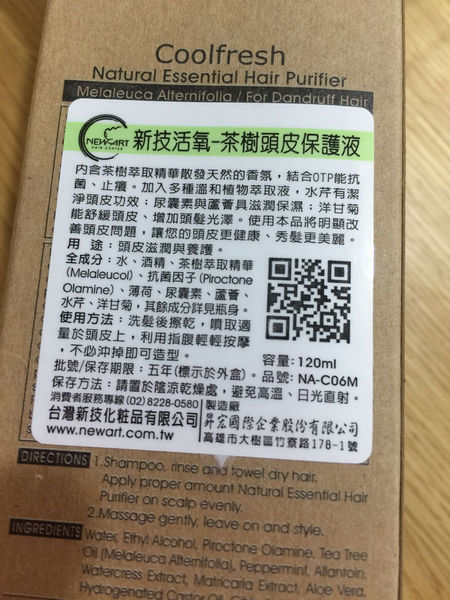 Coolfresh
Natural Essential Hair Purifier
Melaleuca Alternifolia / For Dandruff Hair
NEW ART
HAIR CENTER
新技活氧-茶樹頭皮保護液
內含茶樹萃取精華散發天然的香氛，結合OTP能抗
菌、止癢。加入多種溫和植物萃取液，水芹有潔
淨頭皮功效；尿囊素與蘆薈具滋潤保濕；洋甘菊
能舒緩頭皮、增加頭髮光澤。使用本品將明顯改
善頭皮問題，讓您的頭皮更健康、秀髮更美麗。
用 途：頭皮滋潤與養護。
全成分：水、酒精、茶樹萃取精華
(Melaleucol)、抗菌因子(Piroctone
Olamine)、薄荷、尿囊素、蘆薈、
水芹、洋甘菊，其餘成分詳見瓶身。
使用方法：洗髮後擦乾，噴取適
量於頭皮上，利用指腹輕輕按摩
，不必沖掉即可造型。
容量：120ml
批號/保存期限：五年(標示於外盒)。品號：NA-C06M
保存方法：請置於陰涼乾燥處，避免高溫、日光直射。
消費者服務專線(02)8228-0580
台灣新技化粧品有限公司
www.newart.com.tw
製造廠
昇宏國際企業股份有限公司
高雄市大樹區竹寮路178-1號
DIRECTIONS
1.Shampoo, rinse and towel dry hair.
Apply proper amount Natural Essential Hair
Purifier on scalp evenly.
2.Massage gently, leave on and style.
INGREDIENTS
Water, Ethyl Alcohol, Piroctone Olamine, Tea Tree
Oil (Melaleuca Alternifolia), Peppermint, Allantoin,
Watercress Extract, Matricaria Extract, Aloe Vera,
Hydrogenated Castor Oil,